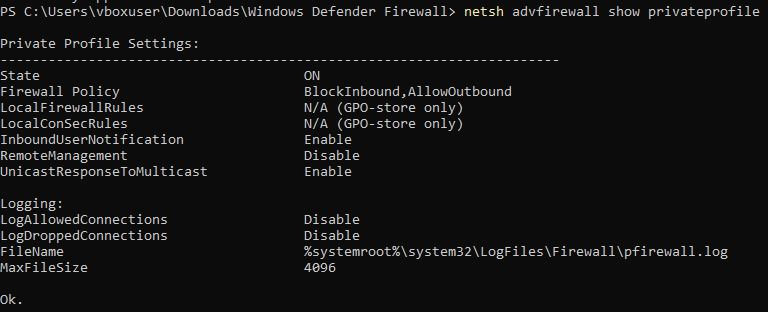 PS C:\Users\vboxuser\Downloads\Windows Defender Firewall> netsh advfirewall show privateprofile
Private Profile Settings:
----------------------------------------------------------------------
State ON
Firewall Policy BlockInbound,AllowOutbound
LocalFirewallRules N/A (GPO-store only)
LocalConSecRules N/A (GPO-store only)
InboundUserNotification Enable
RemoteManagement Disable
UnicastResponseToMulticast Enable
Logging:
LogAllowedConnections Disable
LogDroppedConnections Disable
FileName %systemroot%\system32\LogFiles\Firewall\pfirewall.log
MaxFileSize 4096
Ok.